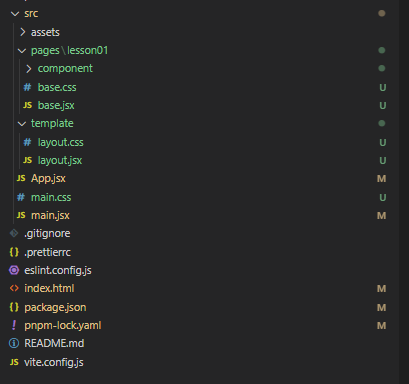 src
assets
pages\lesson01
component
# base.css U
JS base.jsx U
template
# layout.css U
JS layout.jsx U
JS App.jsx M
# main.css U
JS main.jsx M
.gitignore
{} .prettierrc
eslint.config.js
<> index.html M
{} package.json M
! pnpm-lock.yaml M
README.md
JS vite.config.js